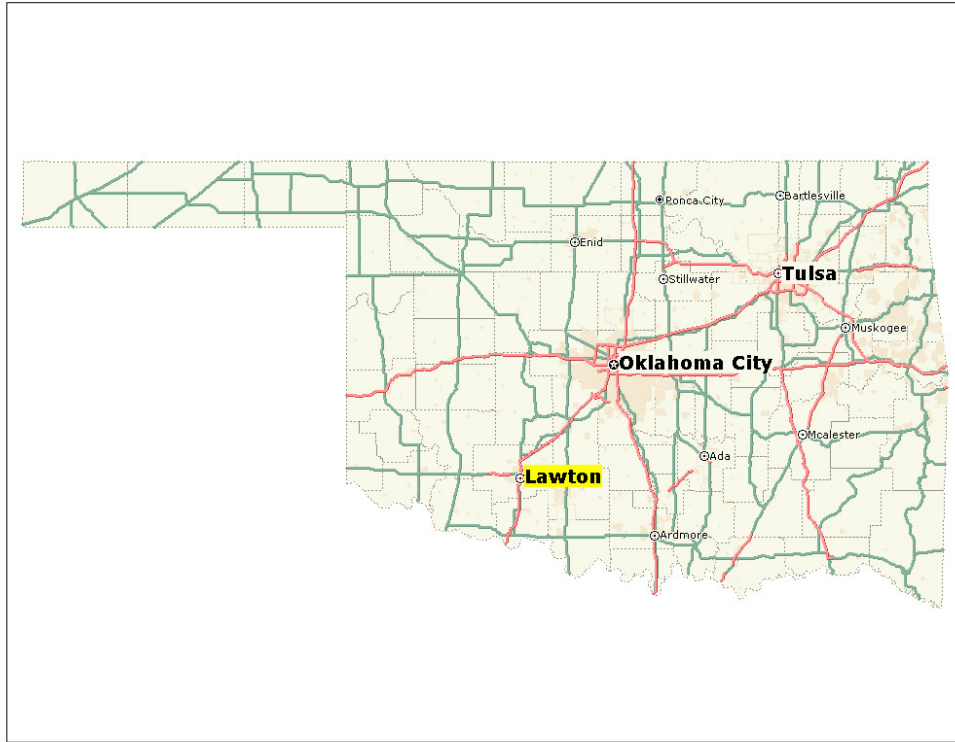 Ponca City
Bartlesville
Enid
Tulsa
Stillwater
Muskogee
Oklahoma City
Mcalester
Ada
Lawton
Ardmore